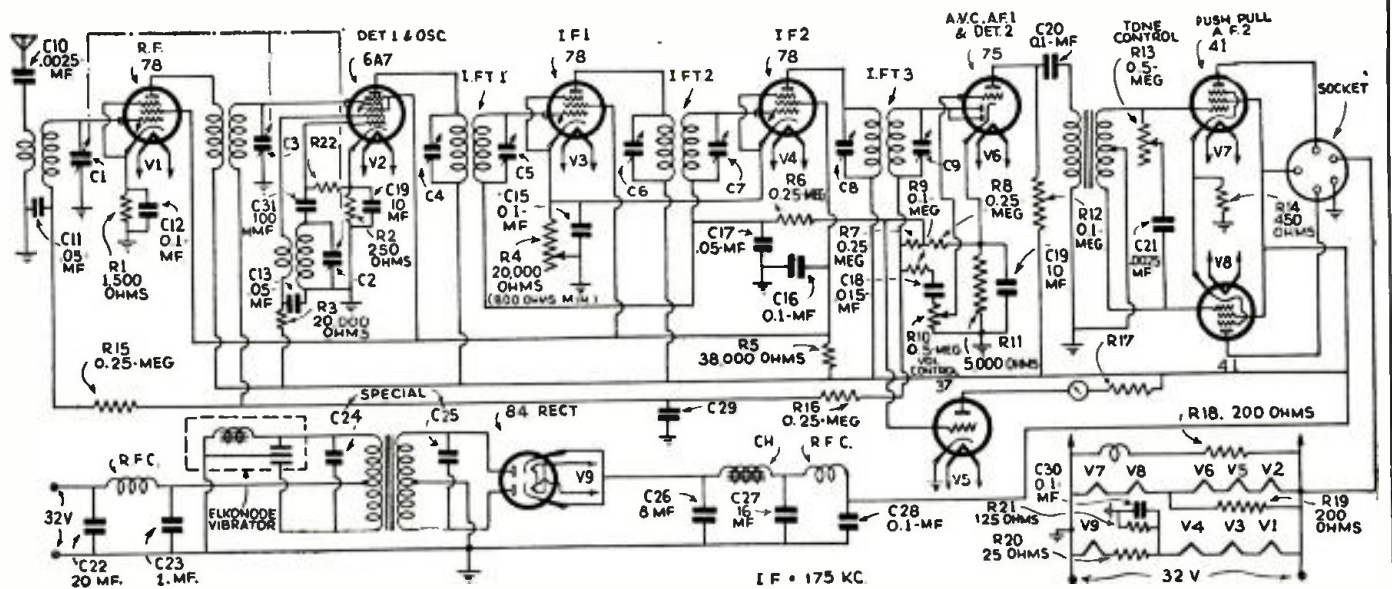 C10
.0025
MF
R.F.
78
DET 1 & OSC
6A7
I F 1
78
I F 2
78
A.V.C. A.F.1
& DET. 2
75
C20
0.1-MF
TONE
CONTROL
R13
0.5-
MEG
PUSH PULL
A F. 2
41
SOCKET
I.FT 1
I FT 2
I.FT 3
C1
V1
C3
R22
V2
C4
C5
V3
C6
C7
V4
C8
C9
V6
V7
C11
.05
MF
R1
1,500
OHMS
C12
0.1-
MF
C31
100
MMF
C13
.05
MF
C19
10
MF
R2
250
OHMS
C2
R3
20,000
OHMS
C15
0.1-
MF
R4
20,000
OHMS
(800 OHMS MIN.)
R6
0.25-MEG
C17
.05-MF
C16
0.1-MF
R9
0.1-
MEG
R8
0.25
MEG
R7
0.25
MEG
C18
.015-
MF
R10
0.5-MEG
VOL
CONTROL
R11
5,000 OHMS
C19
10
MF
R12
0.1-
MEG
C21
.0025
MF
R14
450
OHMS
V8
41
R15
0.25-MEG
R5
38,000 OHMS
37
R17
SPECIAL
C24
C25
84 RECT
C29
R16
0.25-MEG
V5
R18. 200 OHMS
R.F.C.
ELKONODE
VIBRATOR
V9
CH
R.F.C.
32V
C22
20 MF.
C23
1. MF.
C26
8 MF
C27
16
MF
C28
0.1-MF
C30
0.1
MF
V7
V8
V6
V5
V2
R21
125 OHMS
R19
200
OHMS
V9
V4
V3
V1
R20
25 OHMS
32 V
I F = 175 KC.